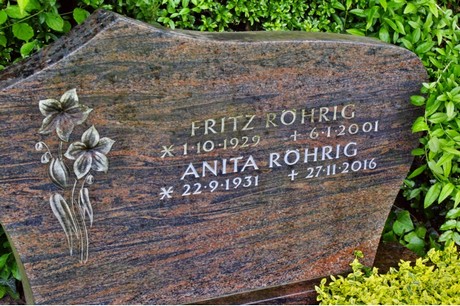 FRITZ RÖHRIG
* 1·10·1929 + 6·1·2001
ANITA RÖHRIG
* 22·9·1931 + 27·11·2016